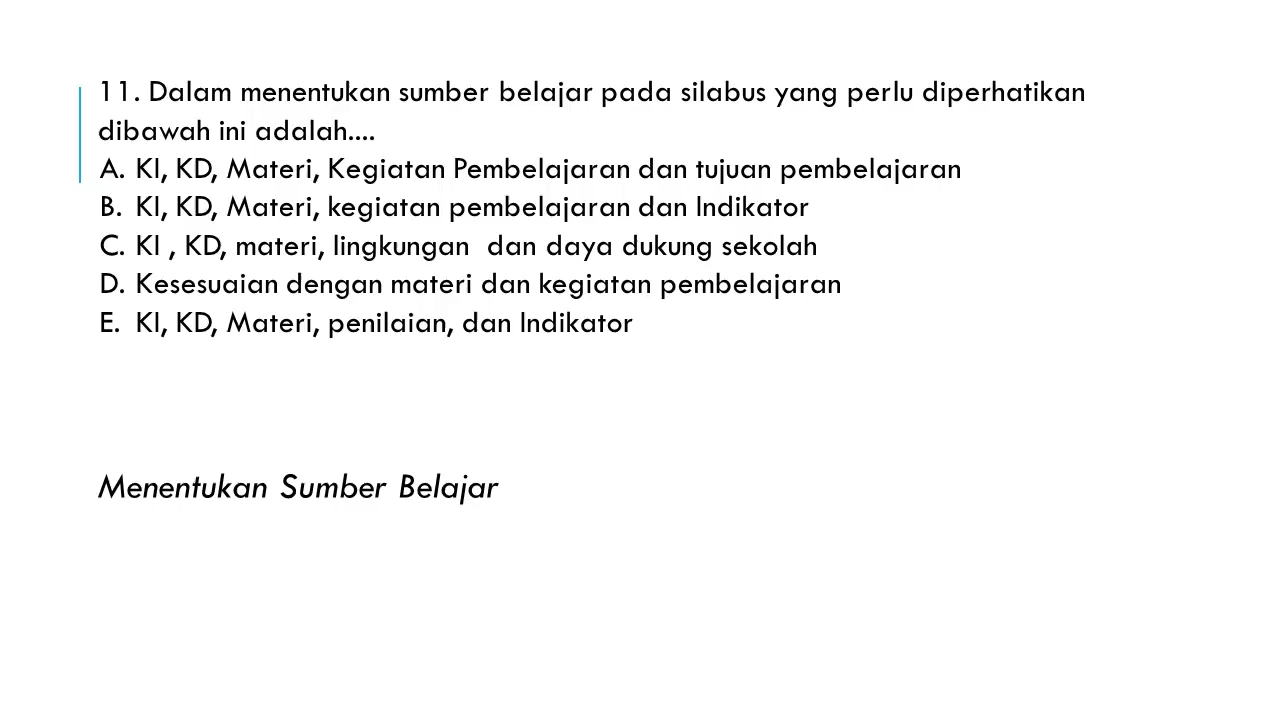 11. Dalam menentukan sumber belajar pada silabus yang perlu diperhatikan
dibawah ini adalah....
A. KI, KD, Materi, Kegiatan Pembelajaran dan tujuan pembelajaran
B. KI, KD, Materi, kegiatan pembelajaran dan Indikator
C. KI , KD, materi, lingkungan  dan daya dukung sekolah
D. Kesesuaian dengan materi dan kegiatan pembelajaran
E. KI, KD, Materi, penilaian, dan Indikator
Menentukan Sumber Belajar